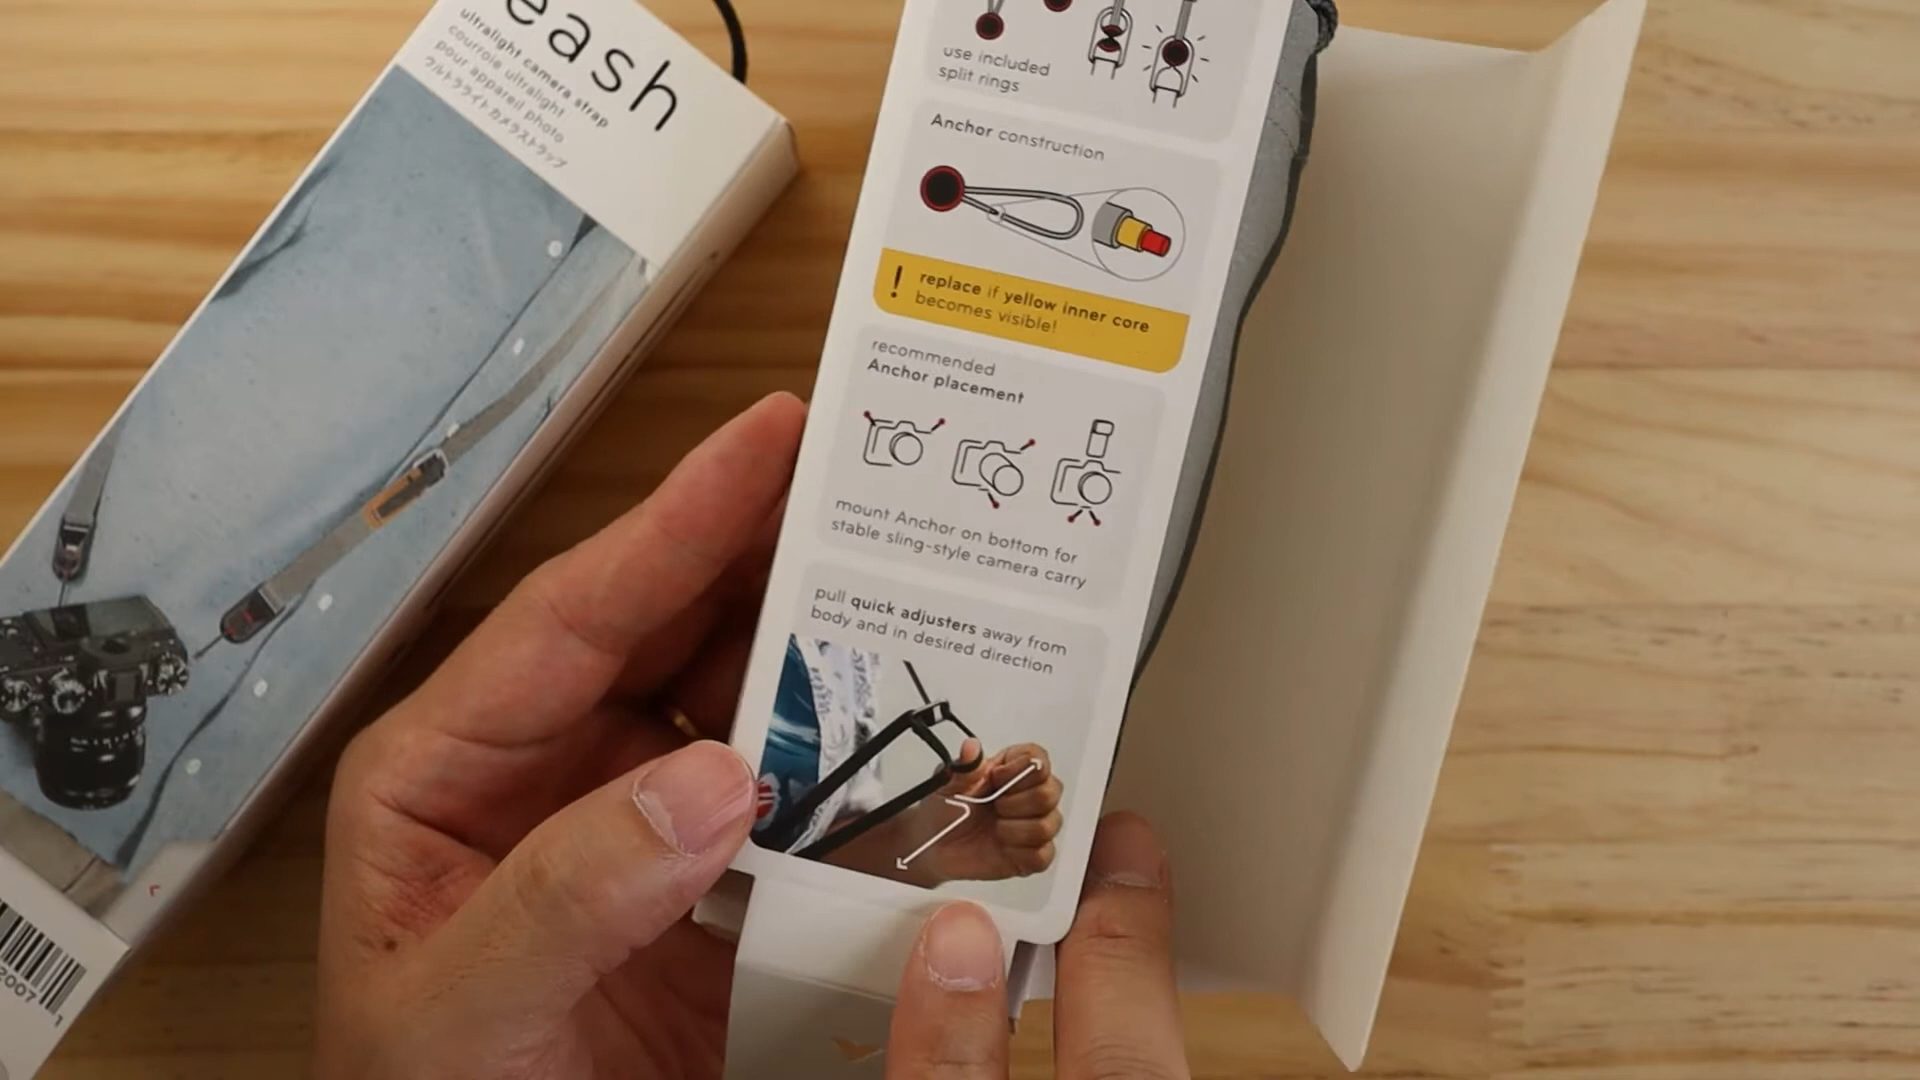 eash
ultralight camera strap
courroie ultralight
pour appareil photo
ウルトラライトカメラストラップ
2007
1
use included
split rings
Anchor construction
! replace if yellow inner core
becomes visible!
recommended
Anchor placement
mount Anchor on bottom for
stable sling-style camera carry
pull quick adjusters away from
body and in desired direction